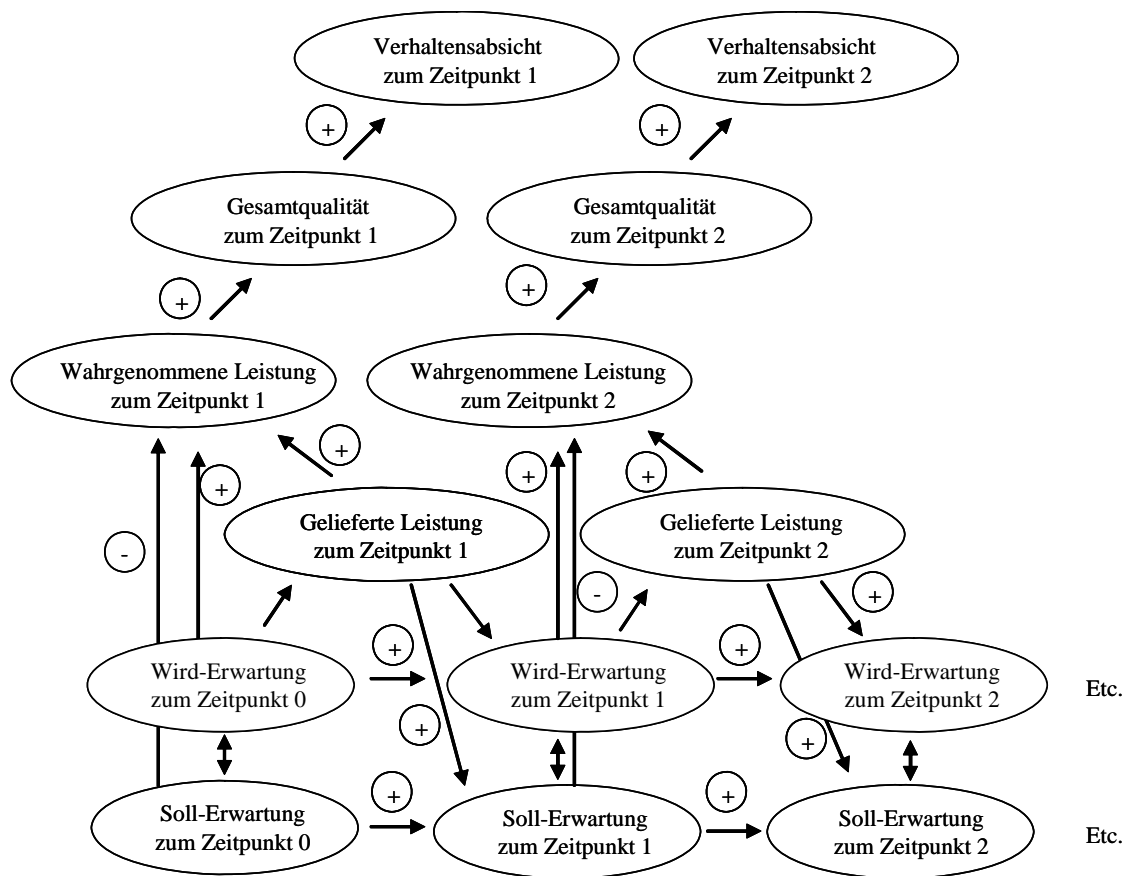 Verhaltensabsicht
zum Zeitpunkt 1
Verhaltensabsicht
zum Zeitpunkt 2
+
+
Gesamtqualität
zum Zeitpunkt 1
Gesamtqualität
zum Zeitpunkt 2
+
+
Wahrgenommene Leistung
zum Zeitpunkt 1
Wahrgenommene Leistung
zum Zeitpunkt 2
+
+
+
+
Gelieferte Leistung
zum Zeitpunkt 1
Gelieferte Leistung
zum Zeitpunkt 2
-
-
+
+
+
Wird-Erwartung
zum Zeitpunkt 0
Wird-Erwartung
zum Zeitpunkt 1
Wird-Erwartung
zum Zeitpunkt 2
Etc.
+
+
+
+
Soll-Erwartung
zum Zeitpunkt 0
Soll-Erwartung
zum Zeitpunkt 1
Soll-Erwartung
zum Zeitpunkt 2
Etc.